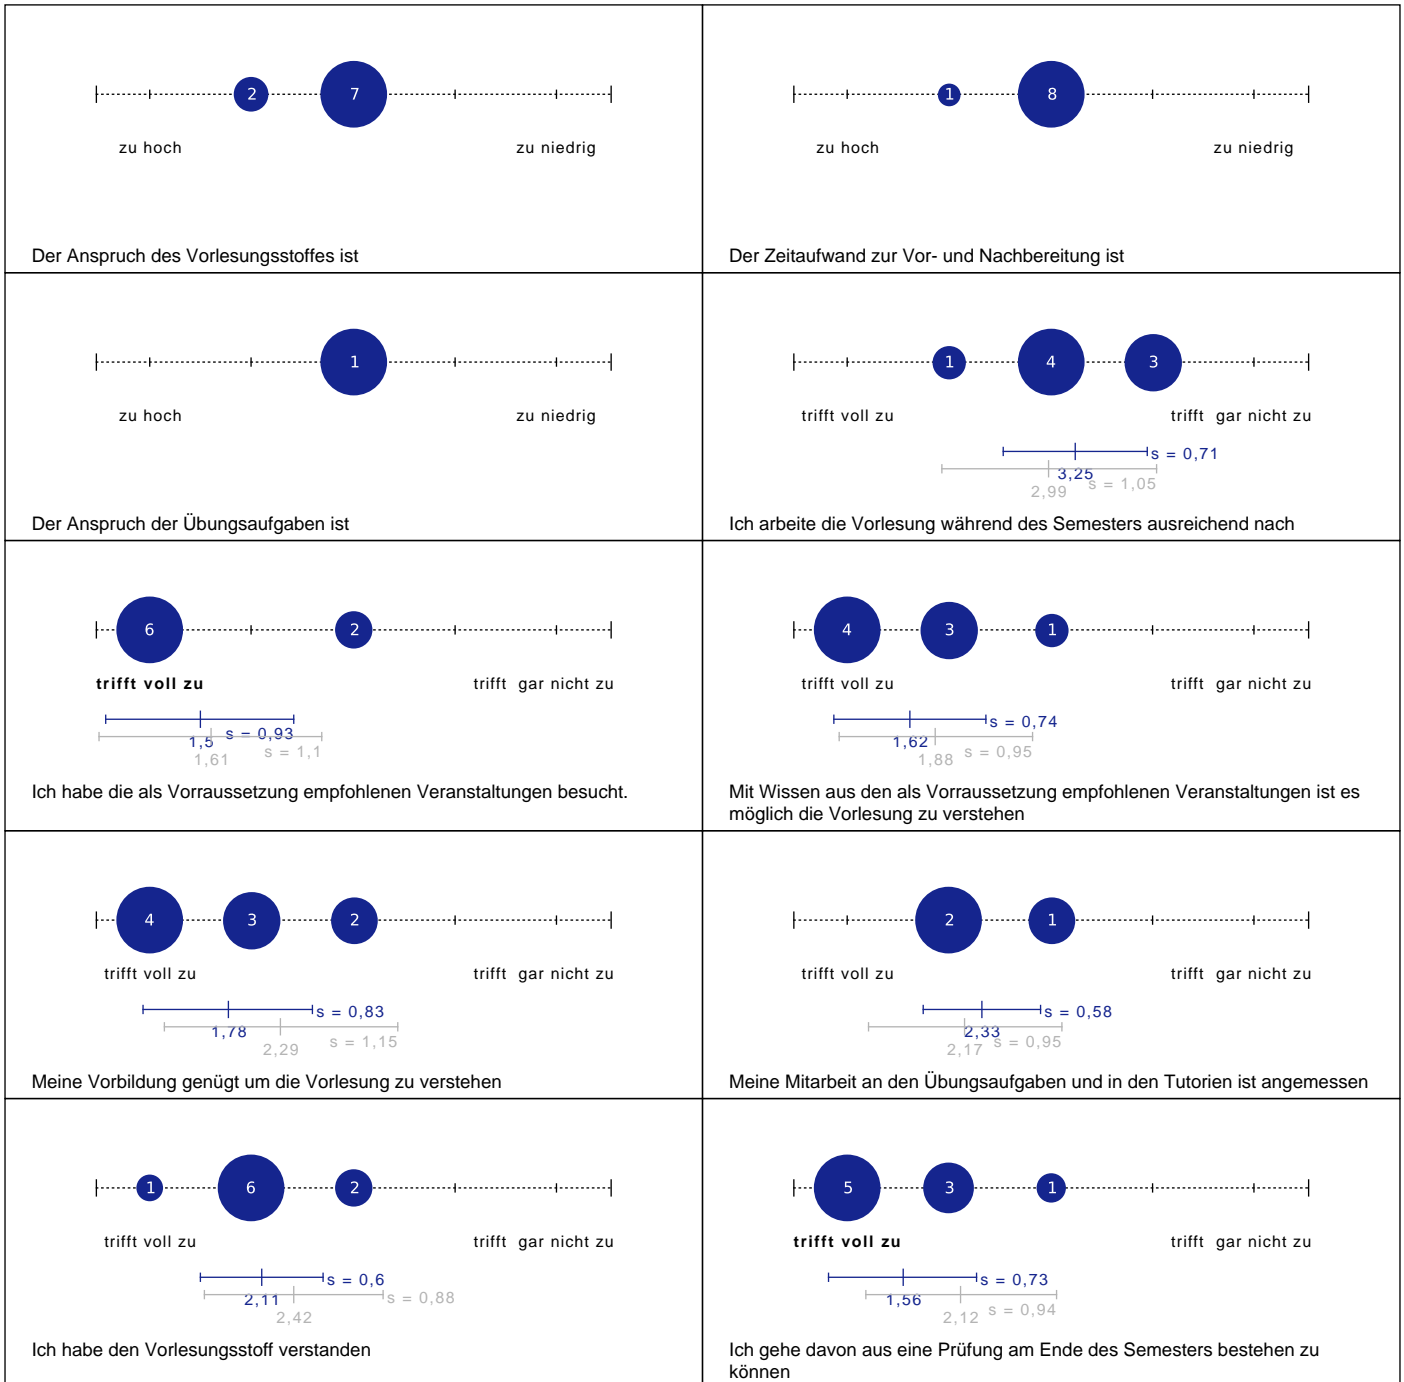 2 7
zu hoch zu niedrig
Der Anspruch des Vorlesungsstoffes ist
1 8
zu hoch zu niedrig
Der Zeitaufwand zur Vor- und Nachbereitung ist
1
zu hoch zu niedrig
Der Anspruch der Übungsaufgaben ist
1 4 3
trifft voll zu trifft gar nicht zu
s = 0,71
3,25
s = 1,05
2,99
Ich arbeite die Vorlesung während des Semesters ausreichend nach
6 2
trifft voll zu trifft gar nicht zu
s = 0,93
1,5
s = 1,1
1,61
Ich habe die als Vorraussetzung empfohlenen Veranstaltungen besucht.
4 3 1
trifft voll zu trifft gar nicht zu
s = 0,74
1,62
s = 0,95
1,88
Mit Wissen aus den als Vorraussetzung empfohlenen Veranstaltungen ist es
möglich die Vorlesung zu verstehen
4 3 2
trifft voll zu trifft gar nicht zu
s = 0,83
1,78
s = 1,15
2,29
Meine Vorbildung genügt um die Vorlesung zu verstehen
2 1
trifft voll zu trifft gar nicht zu
s = 0,58
2,33
s = 0,95
2,17
Meine Mitarbeit an den Übungsaufgaben und in den Tutorien ist angemessen
1 6 2
trifft voll zu trifft gar nicht zu
s = 0,6
2,11
s = 0,88
2,42
Ich habe den Vorlesungsstoff verstanden
5 3 1
trifft voll zu trifft gar nicht zu
s = 0,73
1,56
s = 0,94
2,12
Ich gehe davon aus eine Prüfung am Ende des Semesters bestehen zu
können